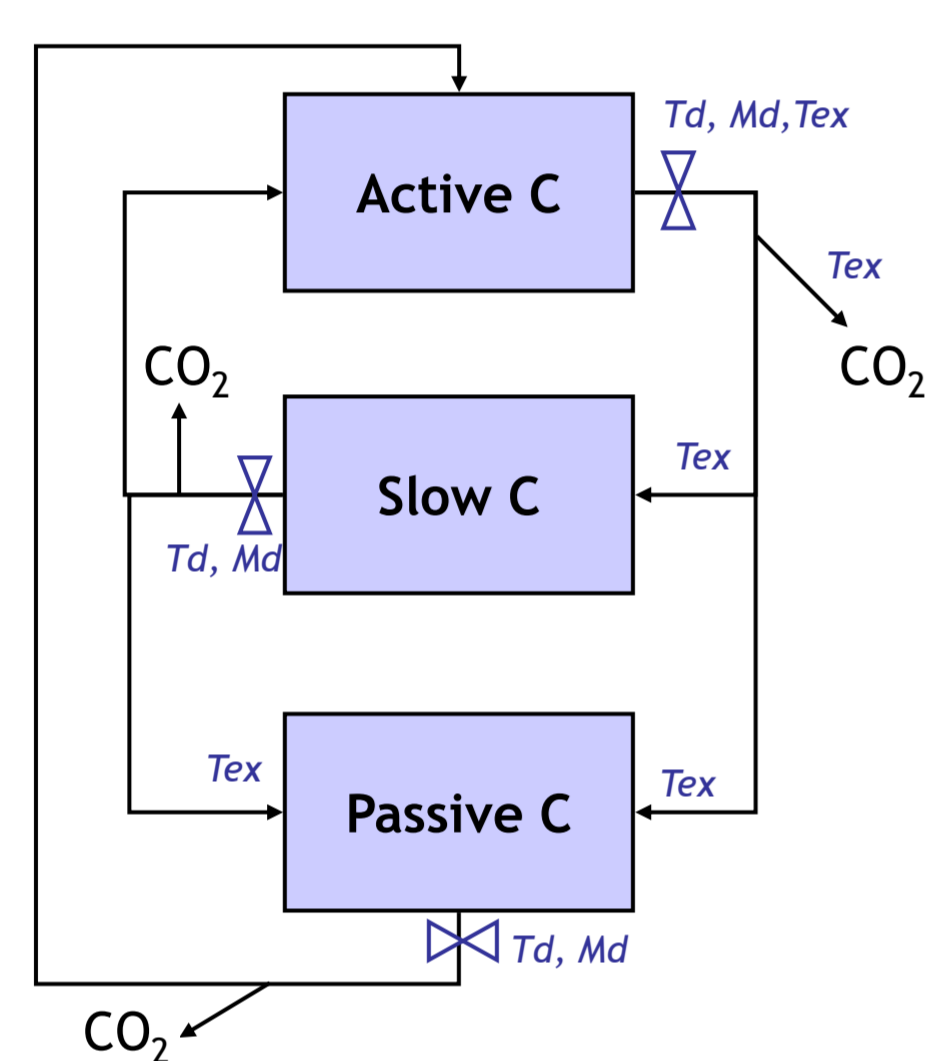 Td, Md,Tex
Active C
Tex
CO₂
CO₂
Tex
Slow C
Td, Md
Tex
Tex
Passive C
Td, Md
CO₂